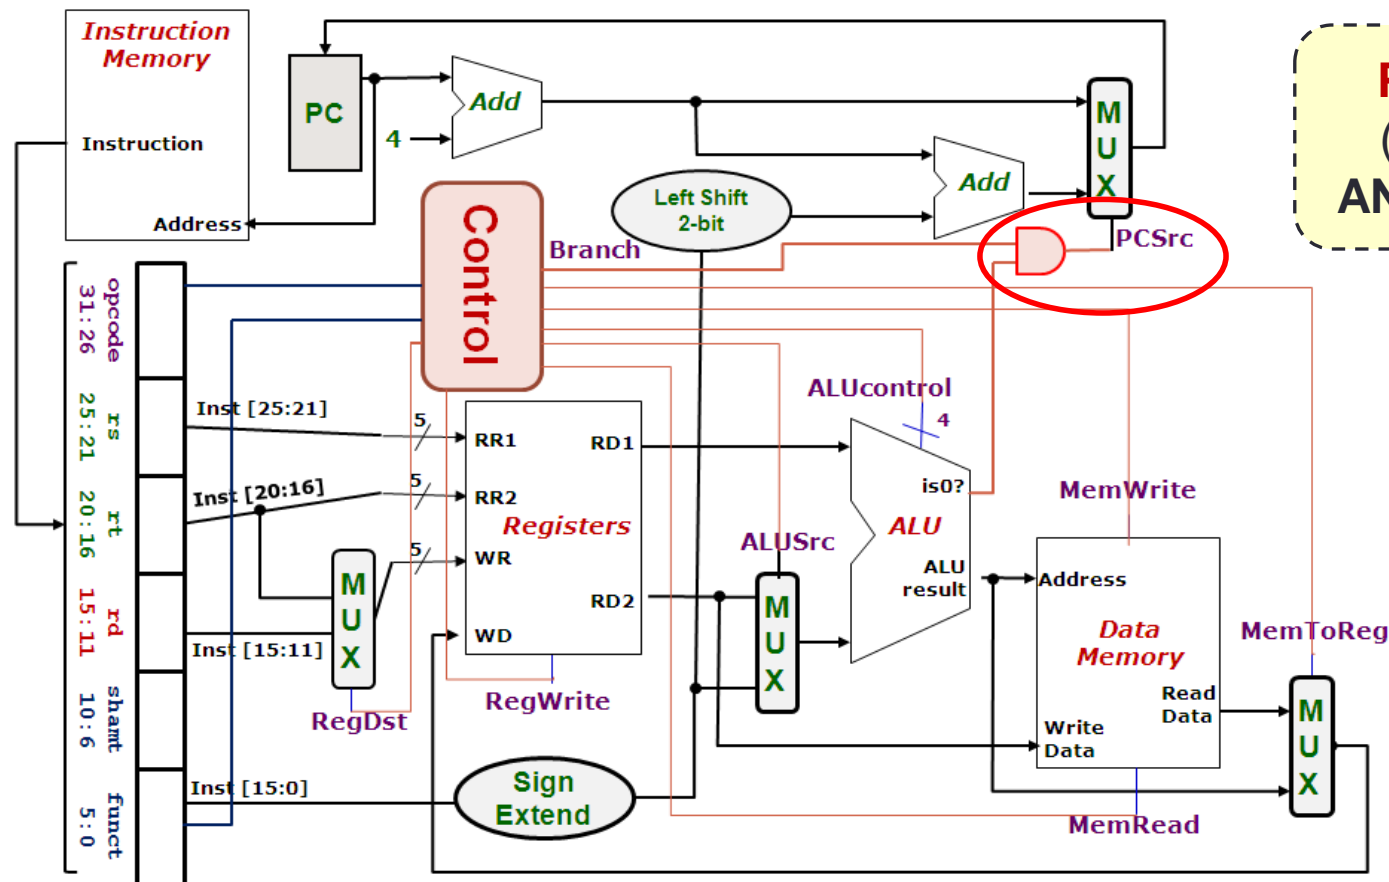 Instruction
Memory
Instruction
Address
PC
4
Add
Add
M
U
X
Left Shift
2-bit
PCSrc
AN
Control
Branch
opcode
31:26
rs
25:21
rt
20:16
rd
15:11
shamt
10:6
funct
5:0
Inst [25:21]
5
Inst [20:16]
5
5
M
U
X
Inst [15:11]
RegDst
Inst [15:0]
RR1
RR2
WR
WD
RD1
RD2
Registers
RegWrite
Sign
Extend
ALUSrc
M
U
X
ALUcontrol
4
is0?
ALU
ALU
result
MemWrite
Address
Data
Memory
Read
Data
Write
Data
MemRead
MemToReg
M
U
X